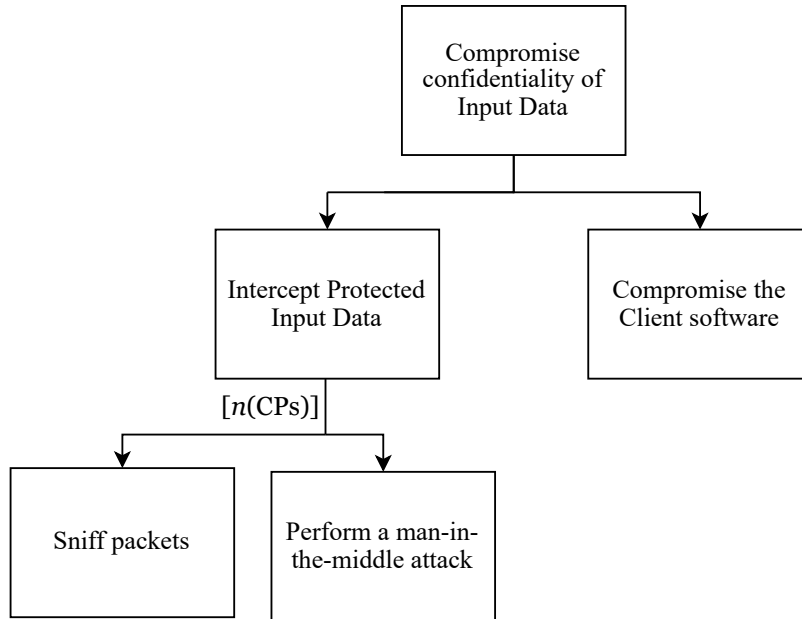 Compromise
confidentiality of
Input Data
Intercept Protected
Input Data
Compromise the
Client software
[n(CPs)]
Sniff packets
Perform a man-in-
the-middle attack